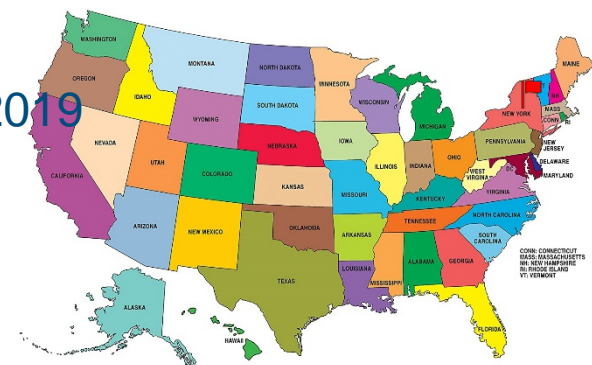 WASHINGTON
MONTANA
NORTH DAKOTA
MINNESOTA
MAINE
OREGON
IDAHO
WYOMING
SOUTH DAKOTA
WISCONSIN
MICHIGAN
NEW YORK
VT
NH
MASS
CONN
RI
2019
NEVADA
UTAH
COLORADO
NEBRASKA
IOWA
ILLINOIS
INDIANA
OHIO
PENNSYLVANIA
NEW
JERSEY
DELAWARE
MARYLAND
DC
WEST
VIRGINIA
VIRGINIA
CALIFORNIA
KANSAS
MISSOURI
KENTUCKY
ARIZONA
NEW MEXICO
OKLAHOMA
ARKANSAS
TENNESSEE
NORTH CAROLINA
SOUTH
CAROLINA
TEXAS
LOUISIANA
MISSISSIPPI
ALABAMA
GEORGIA
FLORIDA
ALASKA
HAWAII
CONN: CONNECTICUT
MASS: MASSACHUSETTS
NH: NEW HAMPSHIRE
RI: RHODE ISLAND
VT: VERMONT